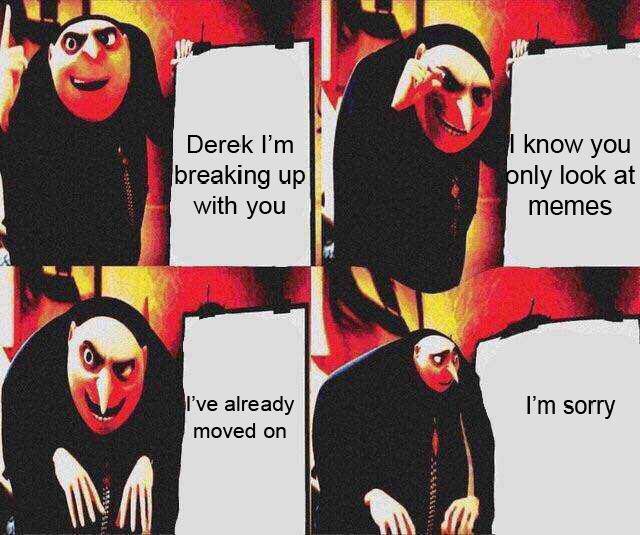 Derek I'm
breaking up
with you
I know you
only look at
memes
I've already
moved on
I'm sorry